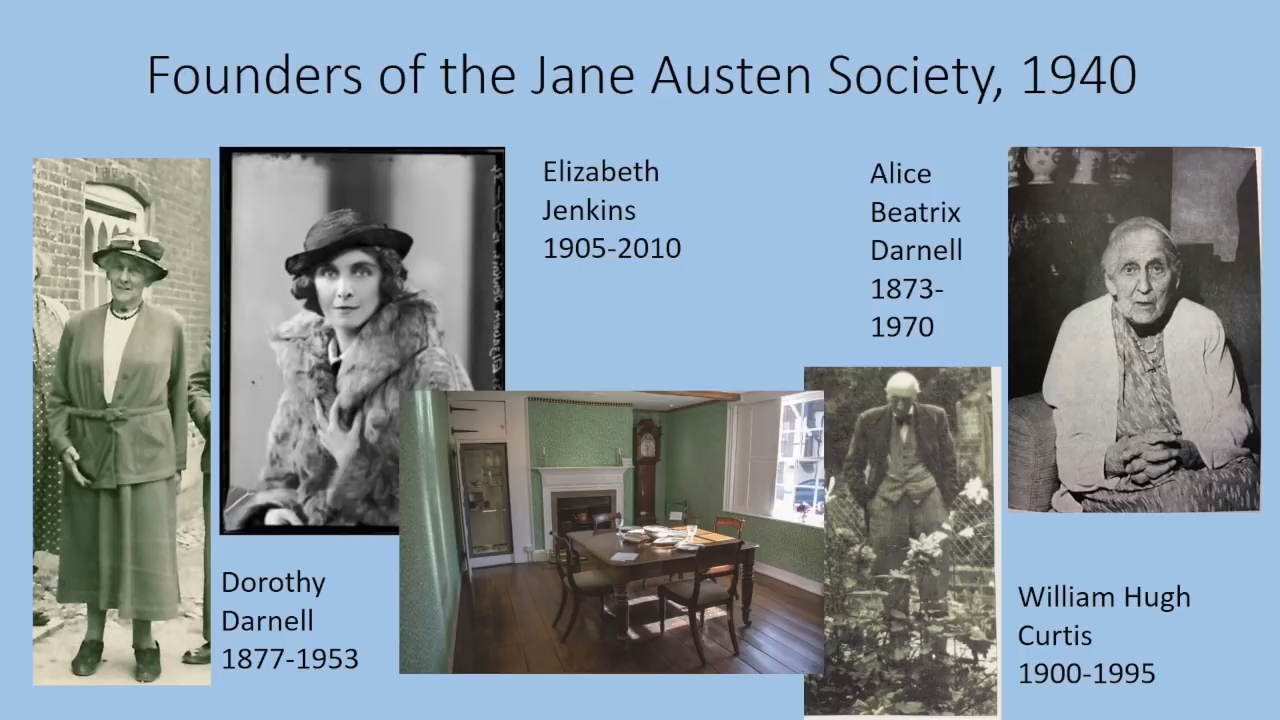 Founders of the Jane Austen Society, 1940
Elizabeth
Jenkins
1905-2010
Alice
Beatrix
Darnell
1873-
1970
Dorothy
Darnell
1877-1953
William Hugh
Curtis
1900-1995